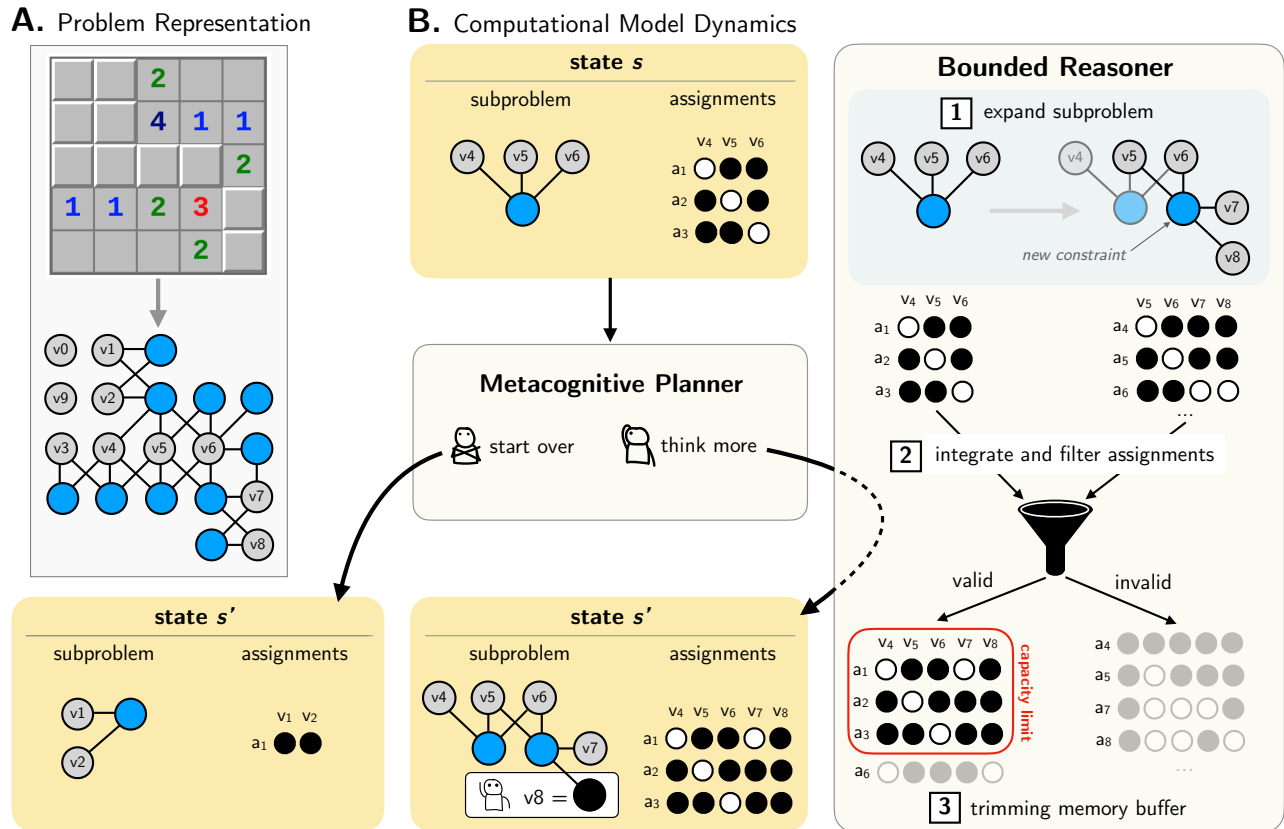 A. Problem Representation
2
4 1 1
2
1 1 2 3
2
v0 v1
v9 v2
v3 v4 v5 v6
v7
v8
B. Computational Model Dynamics
state s
subproblem assignments
v4 v5 v6
v4 v5 v6
a1
a2
a3
Metacognitive Planner
start over think more
state s'
subproblem assignments
v1
v2
v1 v2
a1
state s'
subproblem assignments
v4 v5 v6
v7
v8 =
v4 v5 v6 v7 v8
a1
a2
a3
Bounded Reasoner
1 expand subproblem
v4 v5 v6
v4 v5 v6
v7
v8
new constraint
v4 v5 v6
a1
a2
a3
v5 v6 v7 v8
a4
a5
a6
...
2 integrate and filter assignments
valid invalid
v4 v5 v6 v7 v8
a1
a2
a3
capacity limit
a6
a4
a5
a7
a8
...
3 trimming memory buffer